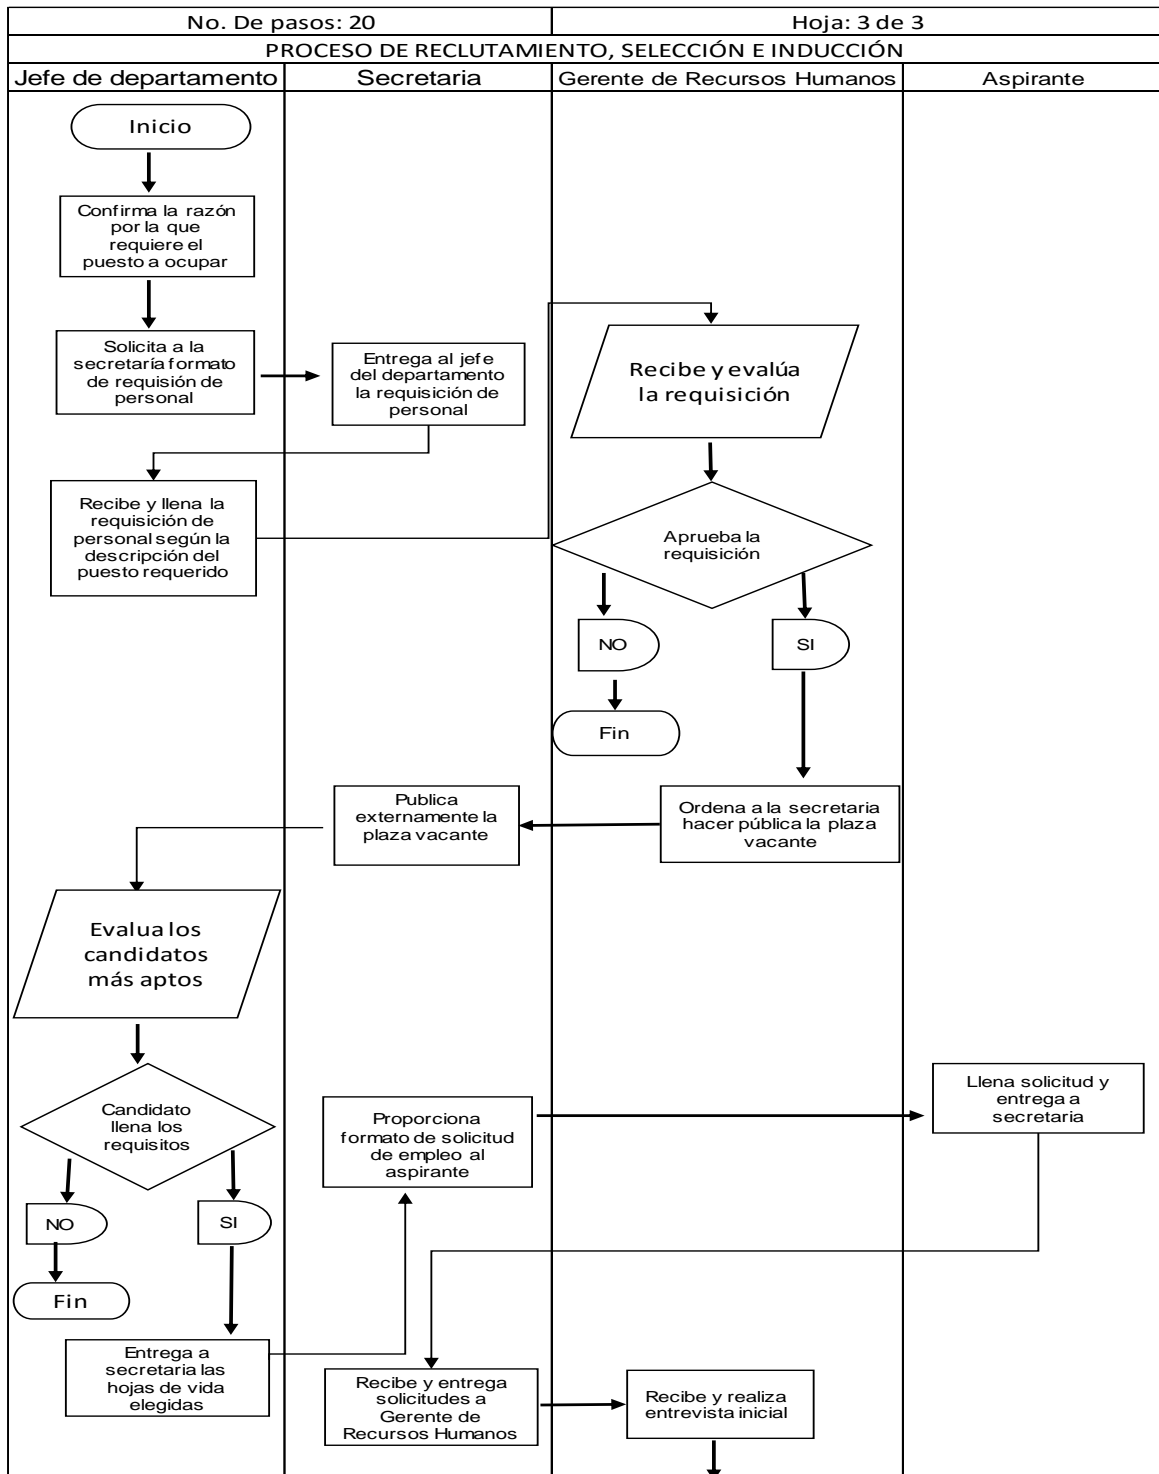 No. De pasos: 20
Hoja: 3 de 3
PROCESO DE RECLUTAMIENTO, SELECCIÓN E INDUCCIÓN
Jefe de departamento
Secretaria
Gerente de Recursos Humanos
Aspirante
Inicio
Confirma la razón
por la que
requiere el
puesto a ocupar
Solicita a la
secretaría formato
de requisión de
personal
Entrega al jefe
del departamento
la requisición de
personal
Recibe y evalúa
la requisición
Recibe y llena la
requisición de
personal según la
descripción del
puesto requerido
Aprueba la
requisición
NO
SI
Fin
Ordena a la secretaria
hacer pública la plaza
vacante
Publica
externamente la
plaza vacante
Evalua los
candidatos
más aptos
Candidato
llena los
requisitos
NO
SI
Fin
Entrega a
secretaria las
hojas de vida
elegidas
Proporciona
formato de solicitud
de empleo al
aspirante
Llena solicitud y
entrega a
secretaria
Recibe y entrega
solicitudes a
Gerente de
Recursos Humanos
Recibe y realiza
entrevista inicial